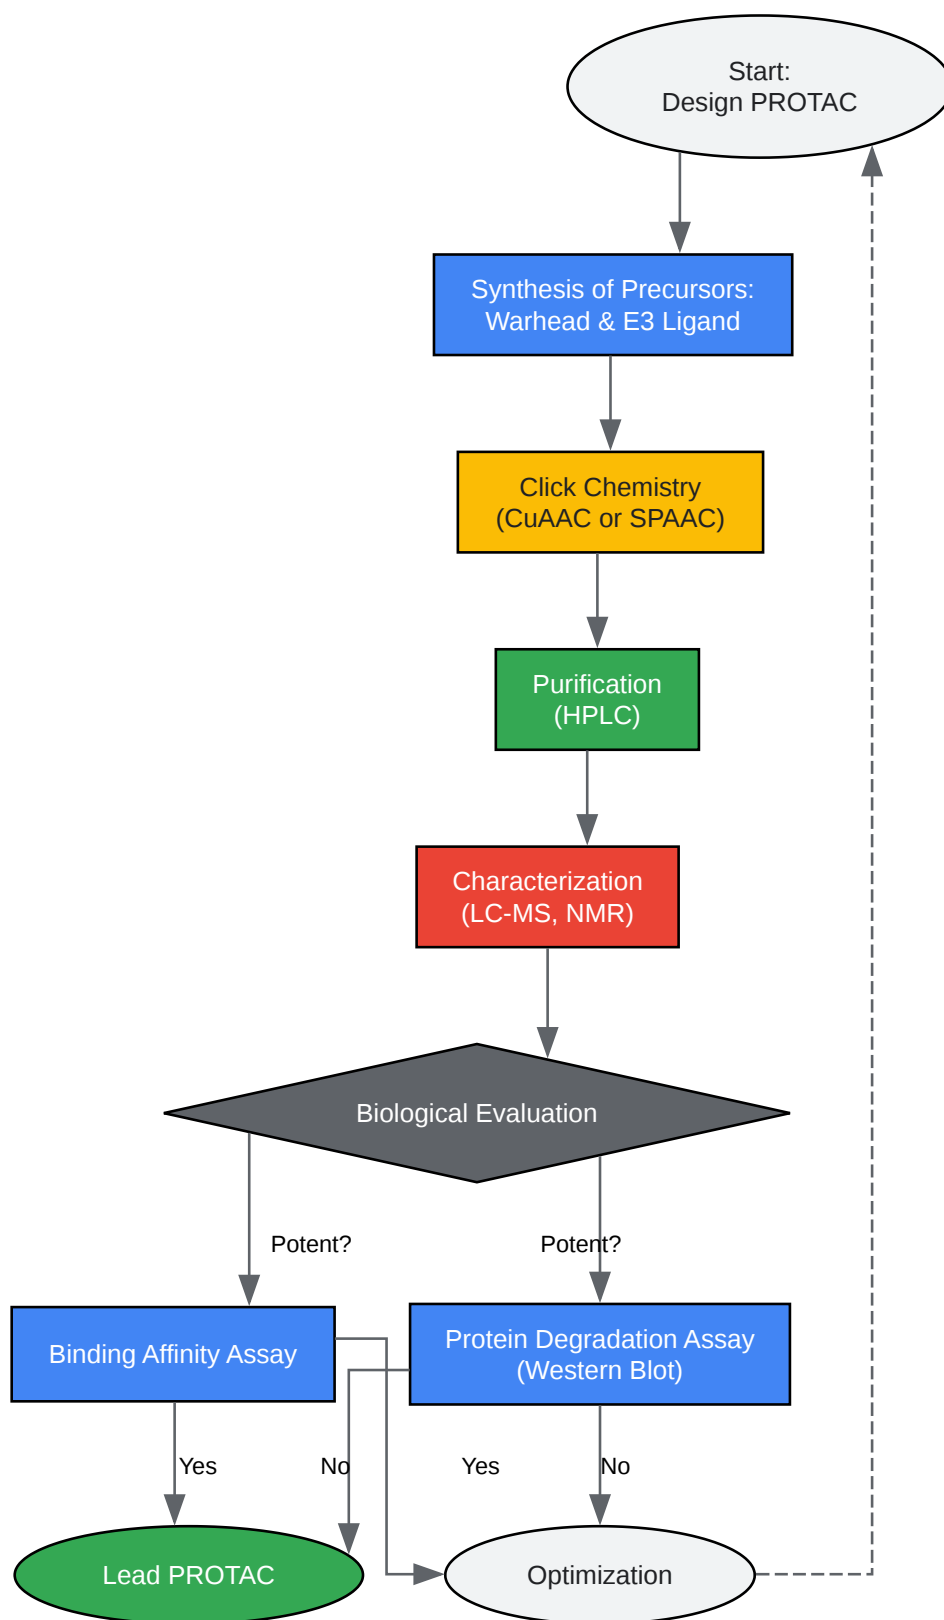 Start:
Design PROTAC
Synthesis of Precursors:
Warhead & E3 Ligand
Click Chemistry
(CuAAC or SPAAC)
Purification
(HPLC)
Characterization
(LC-MS, NMR)
Biological Evaluation
Potent?
Potent?
Binding Affinity Assay
Protein Degradation Assay
(Western Blot)
Yes
No
Yes
No
Lead PROTAC
Optimization